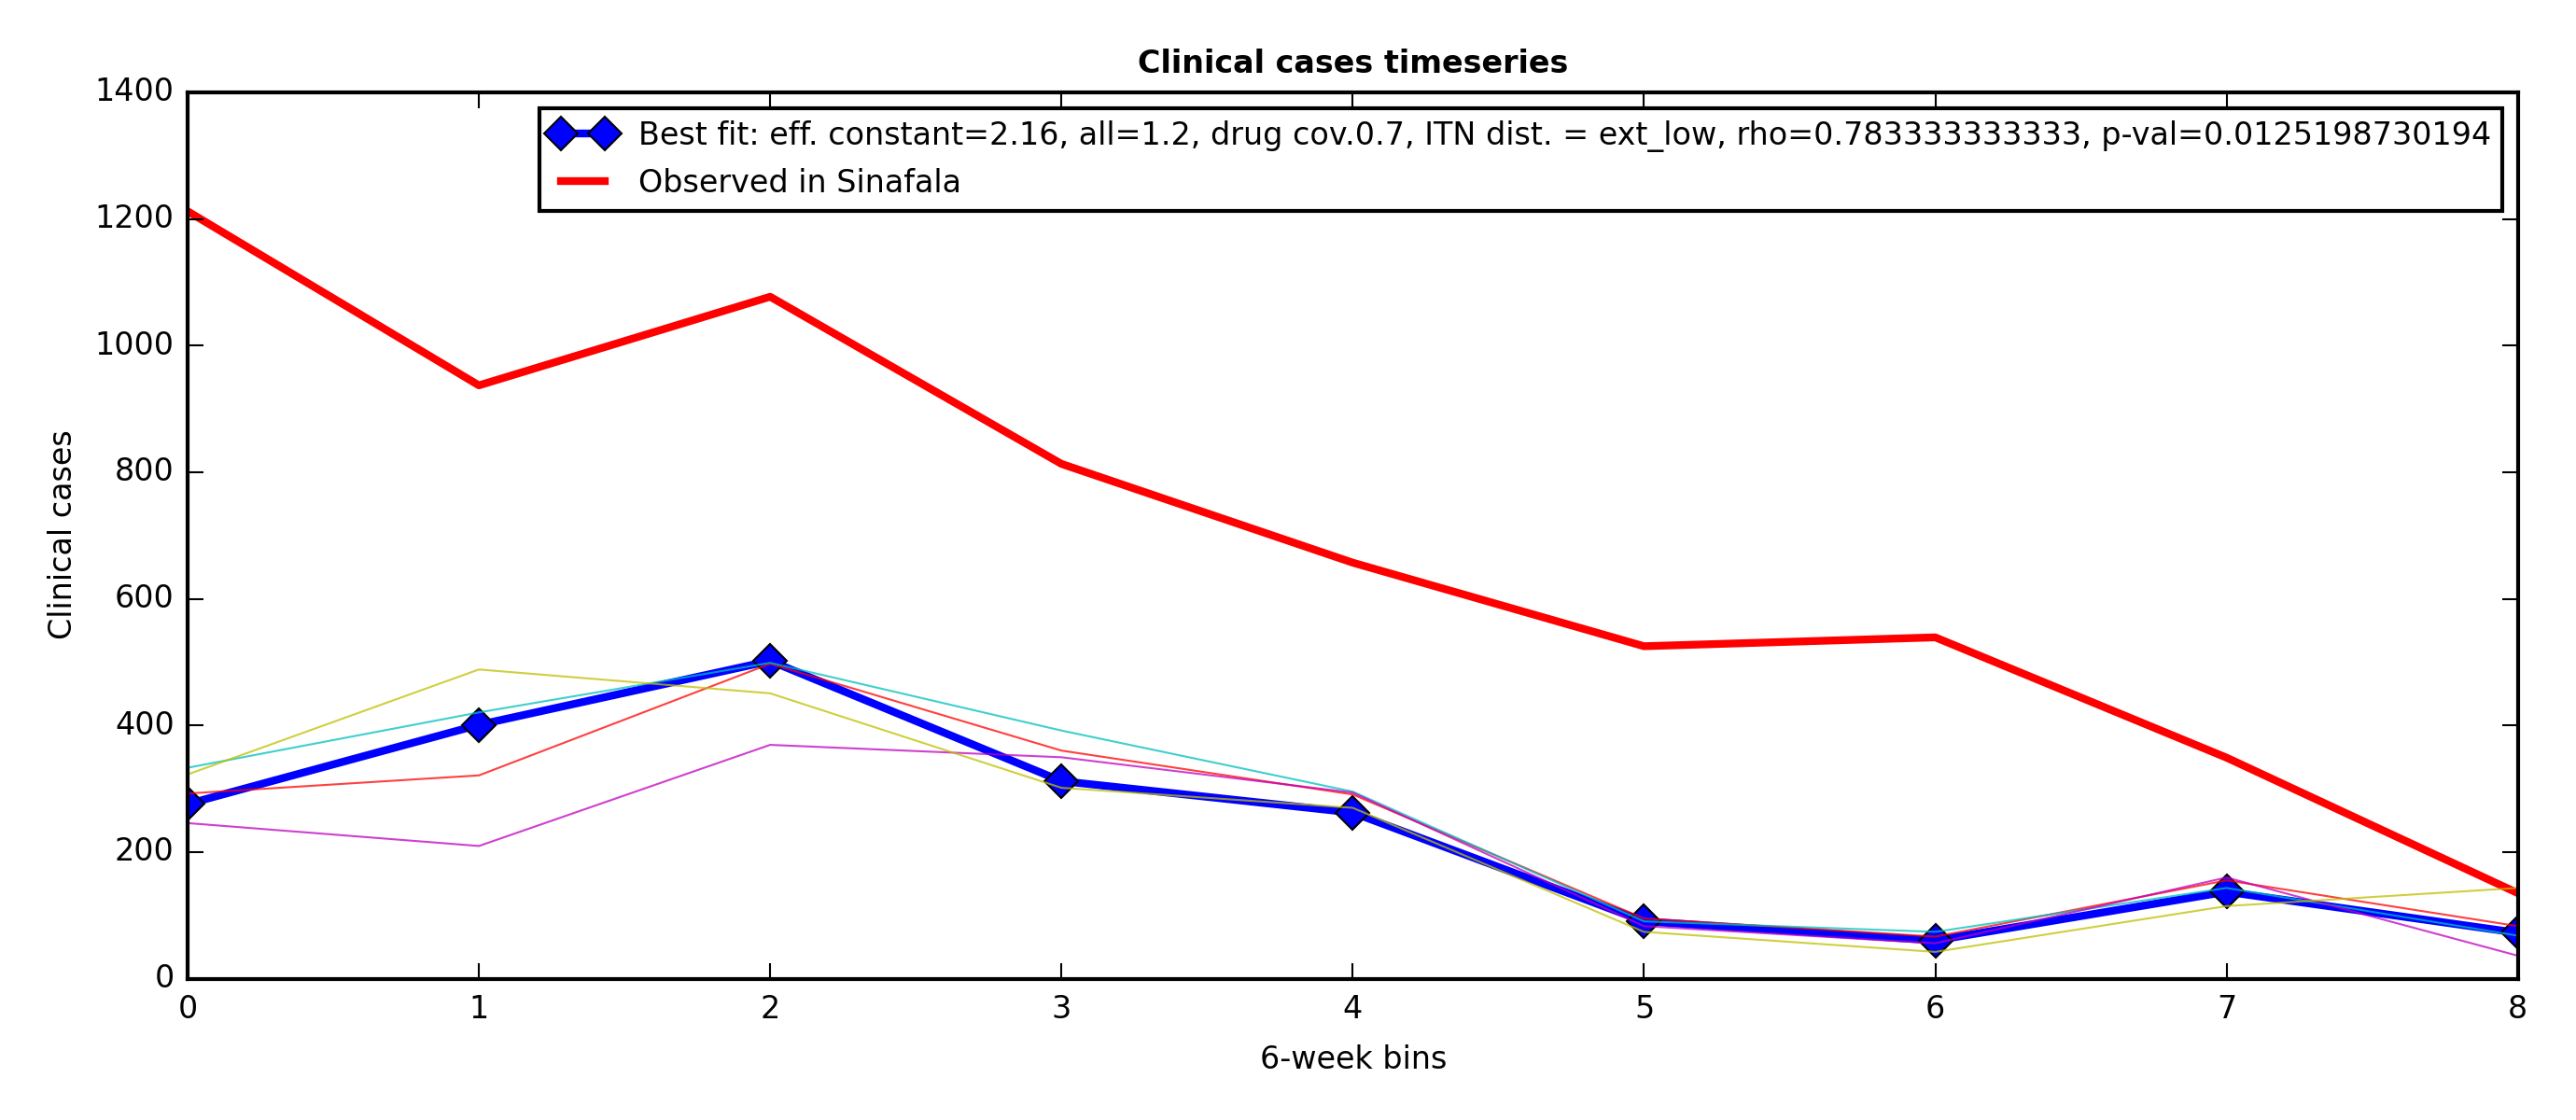 Clinical cases timeseries
Best fit: eff. constant=2.16, all=1.2, drug cov.0.7, ITN dist. = ext_low, rho=0.783333333333, p-val=0.0125198730194
Observed in Sinafala
Clinical cases
1400
1200
1000
800
600
400
200
0
0 1 2 3 4 5 6 7 8
6-week bins